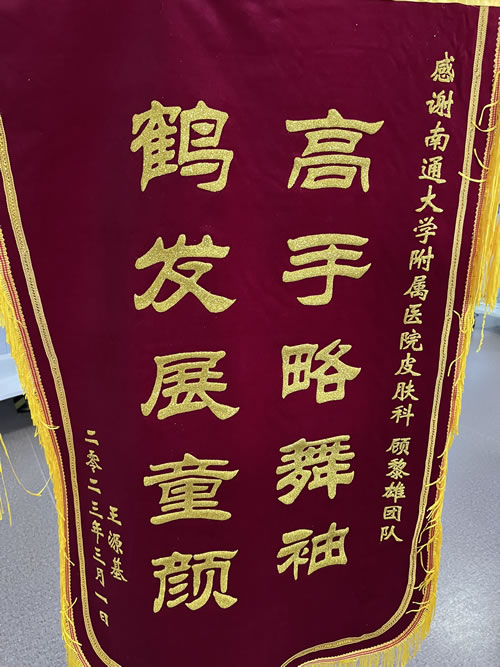 感谢南通大学附属医院皮肤科 顾黎雄团队
高手略舞袖
鹤发展童颜
王源基
二零二三年三月一日